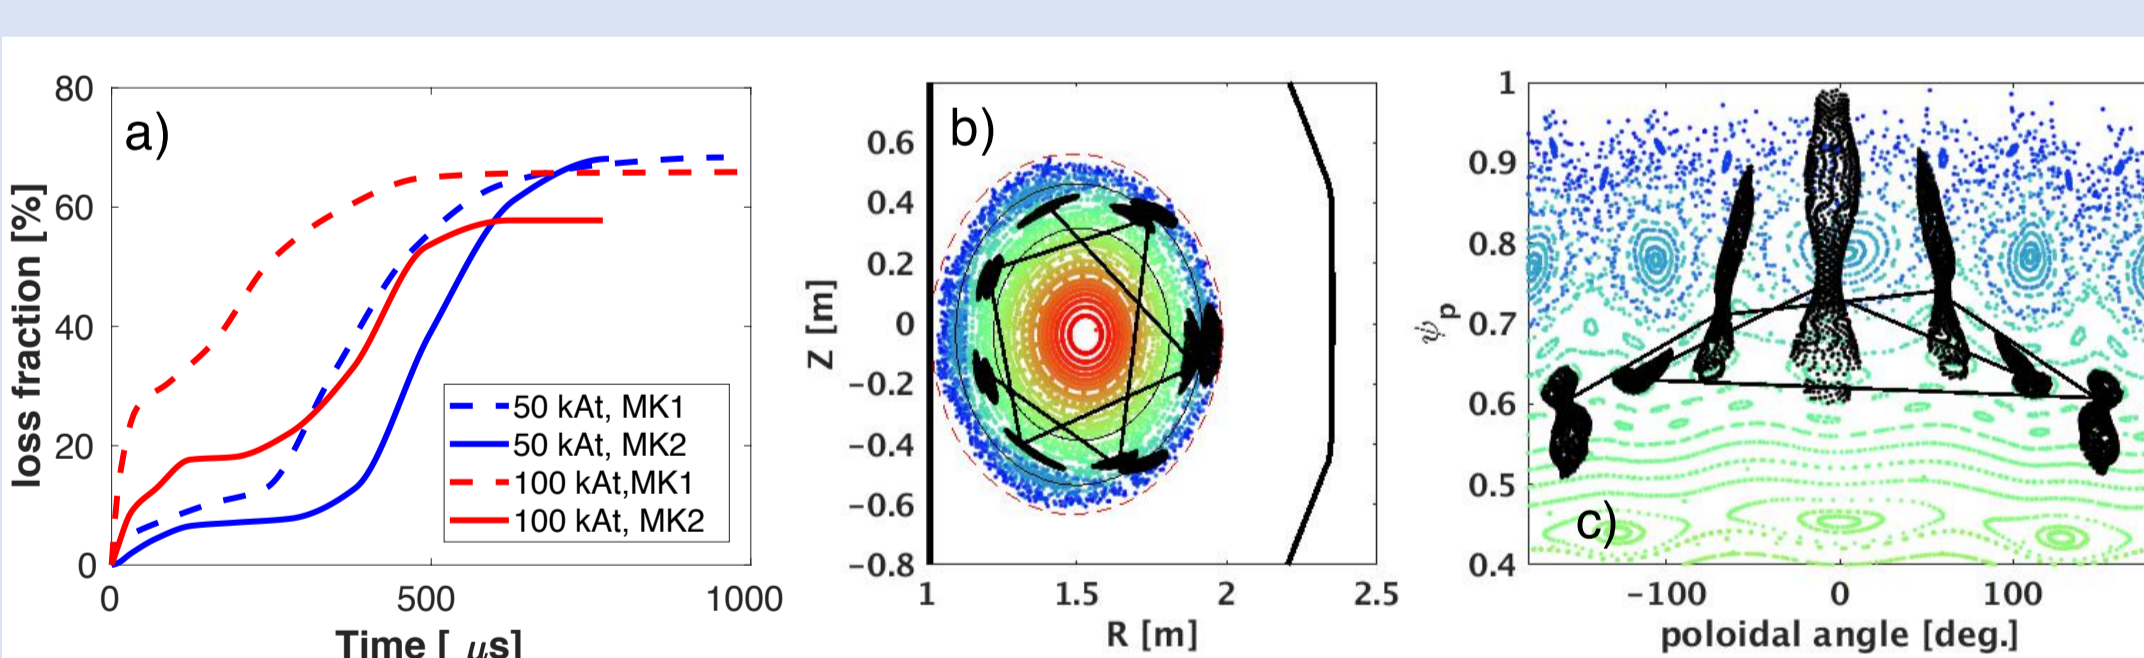 a)
80
60
40
20
0
loss fraction [%]
50 kAt, MK1
50 kAt, MK2
100 kAt,MK1
100 kAt, MK2
0
500
1000
Time [ μs]
b)
0.6
0.4
0.2
0
−0.2
−0.4
−0.6
−0.8
Z [m]
1
1.5
2
2.5
R [m]
1
0.9
0.8
0.7
0.6
0.5
0.4
ψp
c)
−100
0
100
poloidal angle [deg.]